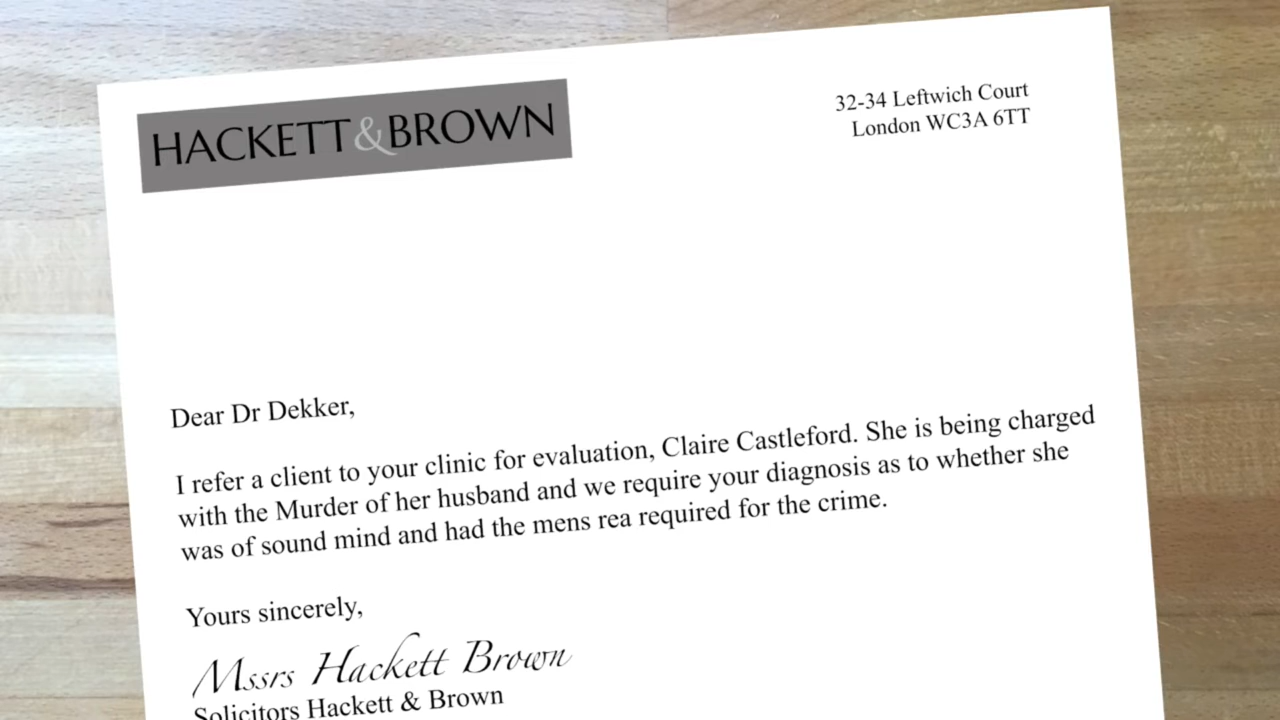 HACKETT&BROWN
32-34 Leftwich Court
London WC3A 6TT
Dear Dr Dekker,
I refer a client to your clinic for evaluation, Claire Castleford. She is being charged
with the Murder of her husband and we require your diagnosis as to whether she
was of sound mind and had the mens rea required for the crime.
Yours sincerely,
Mssrs Hackett Brown
Solicitors Hackett & Brown